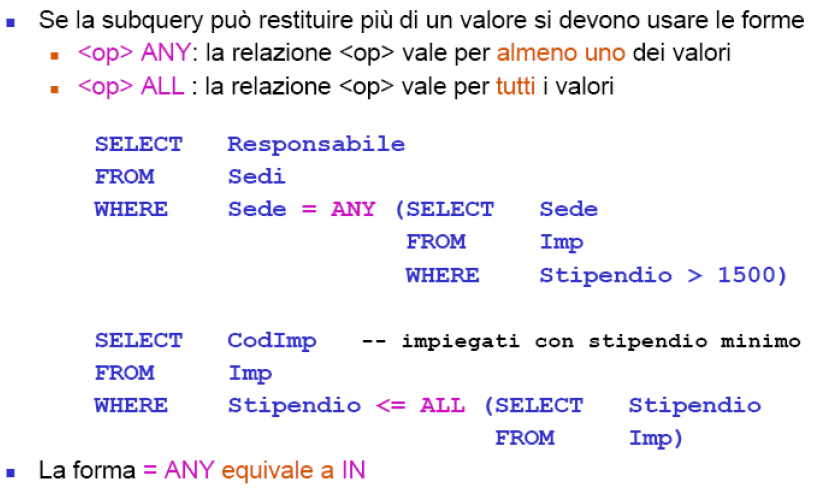 Se la subquery può restituire più di un valore si devono usare le forme
<op> ANY: la relazione <op> vale per almeno uno dei valori
<op> ALL : la relazione <op> vale per tutti i valori
SELECT Responsabile
FROM Sedi
WHERE Sede = ANY (SELECT Sede
FROM Imp
WHERE Stipendio > 1500)
SELECT CodImp -- impiegati con stipendio minimo
FROM Imp
WHERE Stipendio <= ALL (SELECT Stipendio
FROM Imp)
La forma = ANY equivale a IN